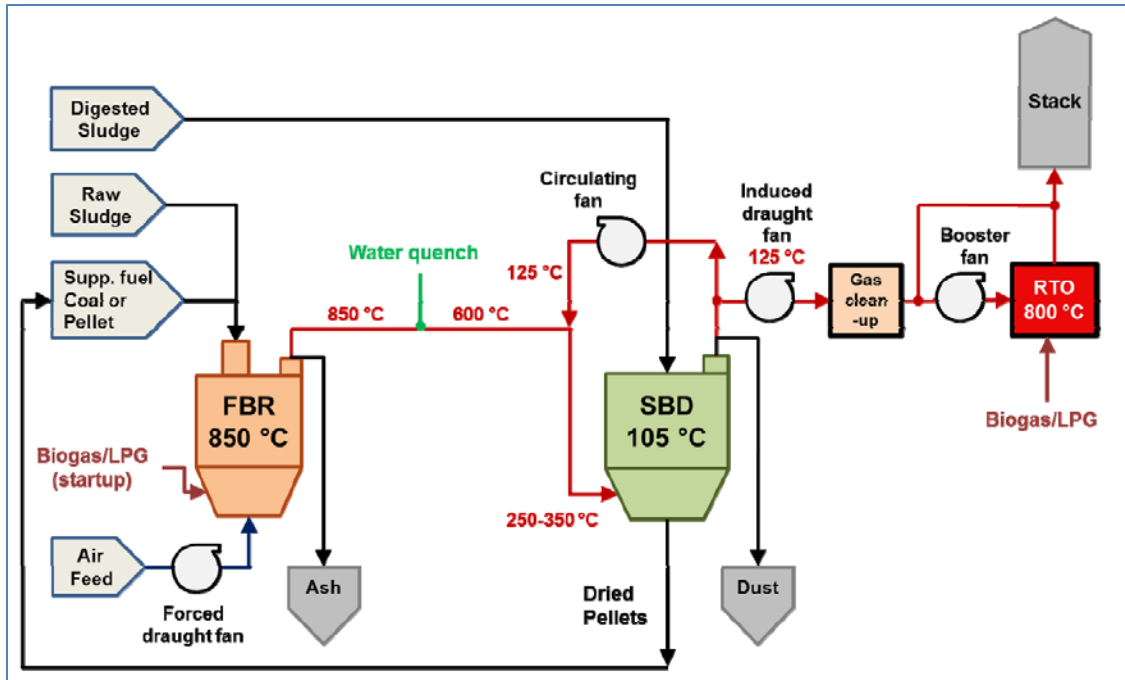 Digested
Sludge
Raw
Sludge
Supp. fuel
Coal or
Pellet
Biogas/LPG
(startup)
Air
Feed
Forced
draught fan
FBR
850 °C
Ash
Water quench
850 °C
600 °C
Circulating
fan
125 °C
250-350 °C
SBD
105 °C
Dried
Pellets
Dust
Induced
draught
fan
125 °C
Gas
clean
-up
Booster
fan
RTO
800 °C
Biogas/LPG
Stack